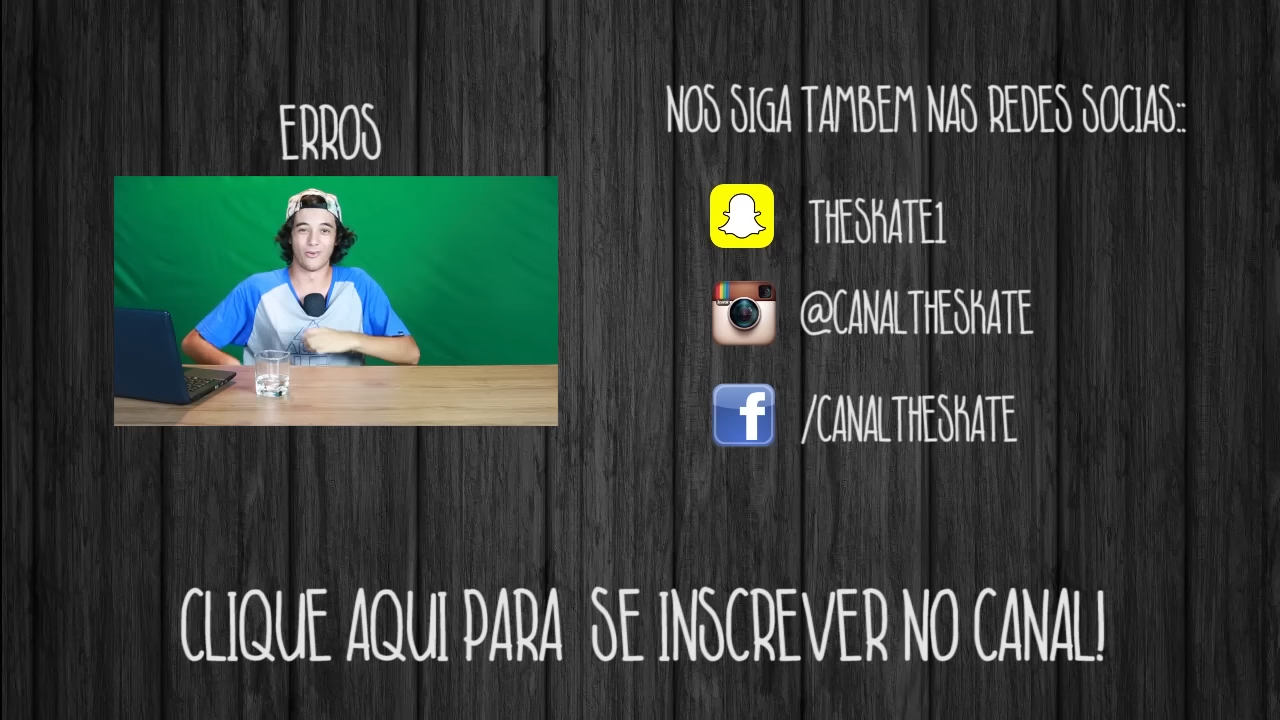 ERROS
NOS SIGA TAMBEM NAS REDES SOCIAS::
THESKATE1
@CANALTHESKATE
/CANALTHESKATE
CLIQUE AQUI PARA SE INSCREVER NO CANAL!